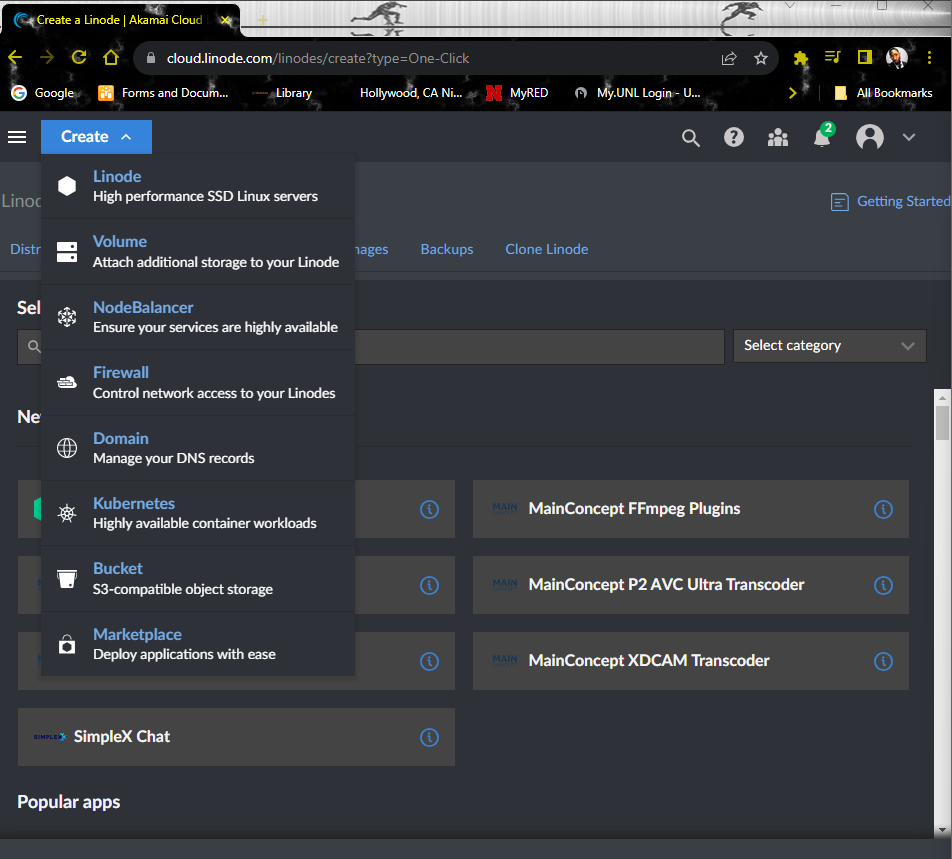 Create a Linode | Akamai Cloud
cloud.linode.com/linodes/create?type=One-Click
Google
Forms and Docum...
Library
Hollywood, CA Ni...
MyRED
My.UNL Login - U...
All Bookmarks
Create
2
Linode
High performance SSD Linux servers
Volume
Attach additional storage to your Linode
NodeBalancer
Ensure your services are highly available
Firewall
Control network access to your Linodes
Domain
Manage your DNS records
Kubernetes
Highly available container workloads
Bucket
S3-compatible object storage
Marketplace
Deploy applications with ease
Linod
Getting Started
Distr
mages
Backups
Clone Linode
Sel
Select category
Nev
MAIN
MainConcept FFmpeg Plugins
MAIN
MainConcept P2 AVC Ultra Transcoder
MAIN
MainConcept XDCAM Transcoder
SIMPLEX
SimpleX Chat
Popular apps